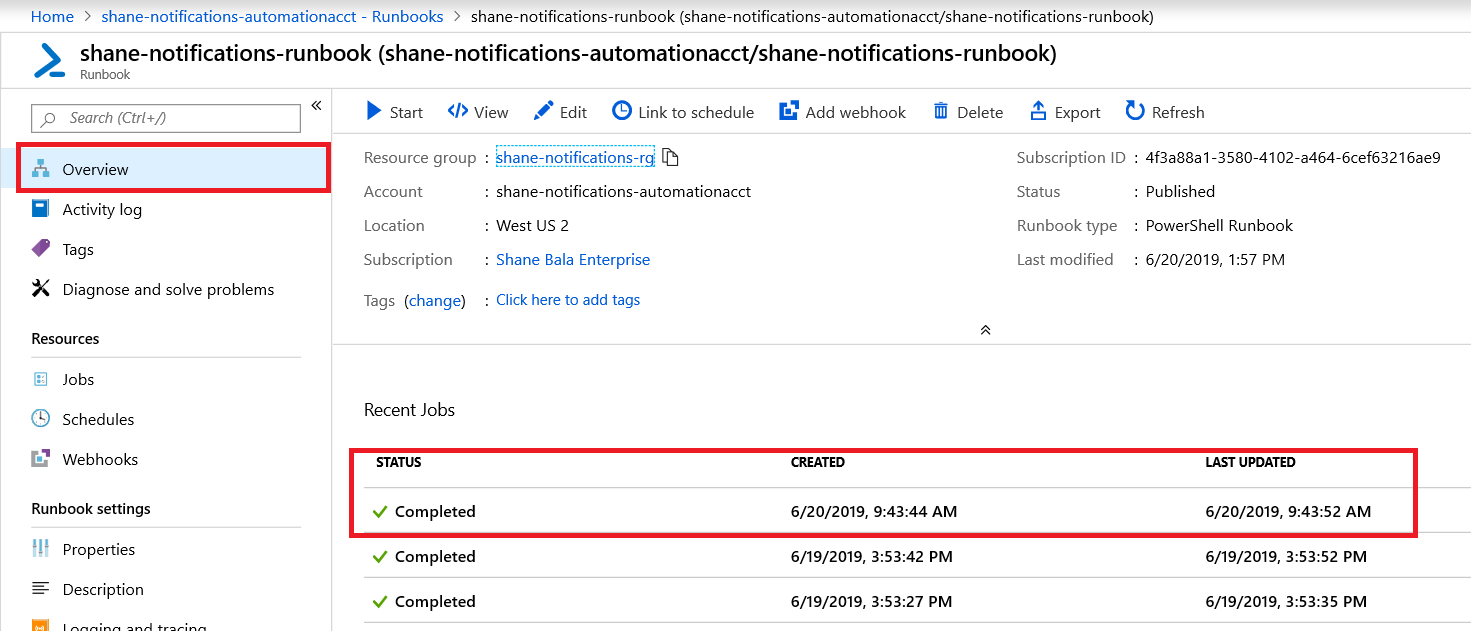 Home > shane-notifications-automationacct - Runbooks > shane-notifications-runbook (shane-notifications-automationacct/shane-notifications-runbook)
shane-notifications-runbook (shane-notifications-automationacct/shane-notifications-runbook)
Runbook
Search (Ctrl+/)
Overview
Activity log
Tags
Diagnose and solve problems
Resources
Jobs
Schedules
Webhooks
Runbook settings
Properties
Description
Logging and tracing
Start View Edit Link to schedule Add webhook Delete Export Refresh
Resource group : shane-notifications-rg
Account : shane-notifications-automationacct
Location : West US 2
Subscription : Shane Bala Enterprise
Tags (change) : Click here to add tags
Subscription ID : 4f3a88a1-3580-4102-a464-6cef63216ae9
Status : Published
Runbook type : PowerShell Runbook
Last modified : 6/20/2019, 1:57 PM
Recent Jobs
STATUS CREATED LAST UPDATED
Completed 6/20/2019, 9:43:44 AM 6/20/2019, 9:43:52 AM
Completed 6/19/2019, 3:53:42 PM 6/19/2019, 3:53:52 PM
Completed 6/19/2019, 3:53:27 PM 6/19/2019, 3:53:35 PM